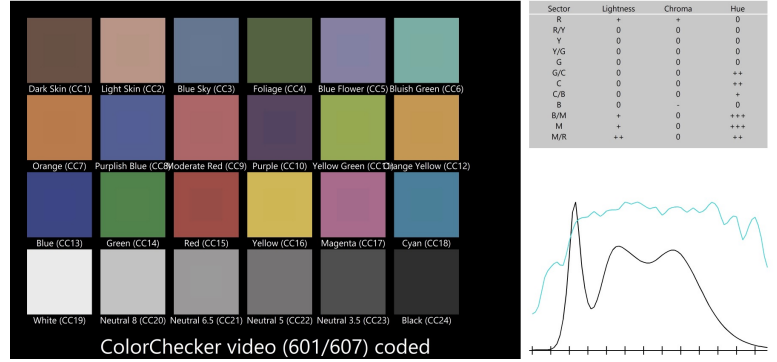 Dark Skin (CC1) Light Skin (CC2) Blue Sky (CC3) Foliage (CC4) Blue Flower (CC5) Bluish Green (CC6)
Orange (CC7) Purplish Blue (CC8) Moderate Red (CC9) Purple (CC10) Yellow Green (CC11) Orange Yellow (CC12)
Blue (CC13) Green (CC14) Red (CC15) Yellow (CC16) Magenta (CC17) Cyan (CC18)
White (CC19) Neutral 8 (CC20) Neutral 6.5 (CC21) Neutral 5 (CC22) Neutral 3.5 (CC23) Black (CC24)
ColorChecker video (601/607) coded
Sector Lightness Chroma Hue
R + + 0
R/Y 0 0 0
Y 0 0 0
Y/G 0 0 0
G 0 0 0
G/C 0 0 ++
C 0 0 ++
C/B 0 0 +
B 0 - 0
B/M + 0 +++
M + 0 +++
M/R ++ 0 ++